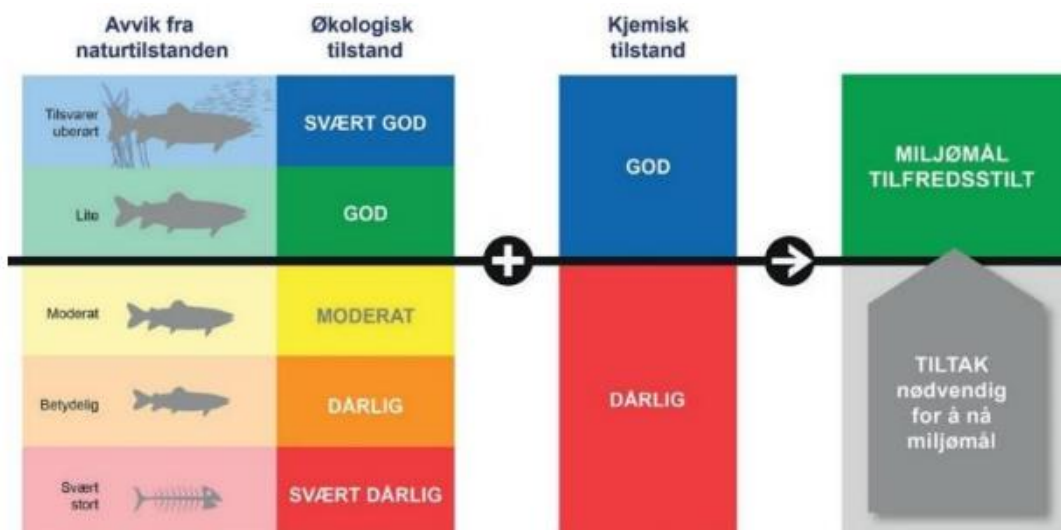 Avvik fra
naturtilstanden
Økologisk
tilstand
Kjemisk
tilstand
Tilsvarer
uberørt
SVÆRT GOD
GOD
MILJØMÅL
TILFREDSSTILT
Lite
GOD
Moderat
MODERAT
Betydelig
DÅRLIG
DÅRLIG
TILTAK
nødvendig
for å nå
miljømål
Svært
stort
SVÆRT DÅRLIG